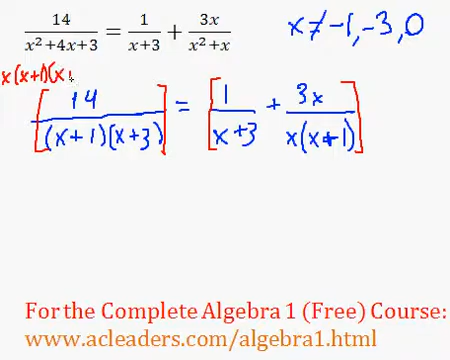 14/(x²+4x+3) = 1/(x+3) + 3x/(x²+x)    x ≠ -1, -3, 0
x(x+1)(x
[14/((x+1)(x+3))] = [1/(x+3) + 3x/(x(x+1))]
For the Complete Algebra 1 (Free) Course:
www.acleaders.com/algebra1.html